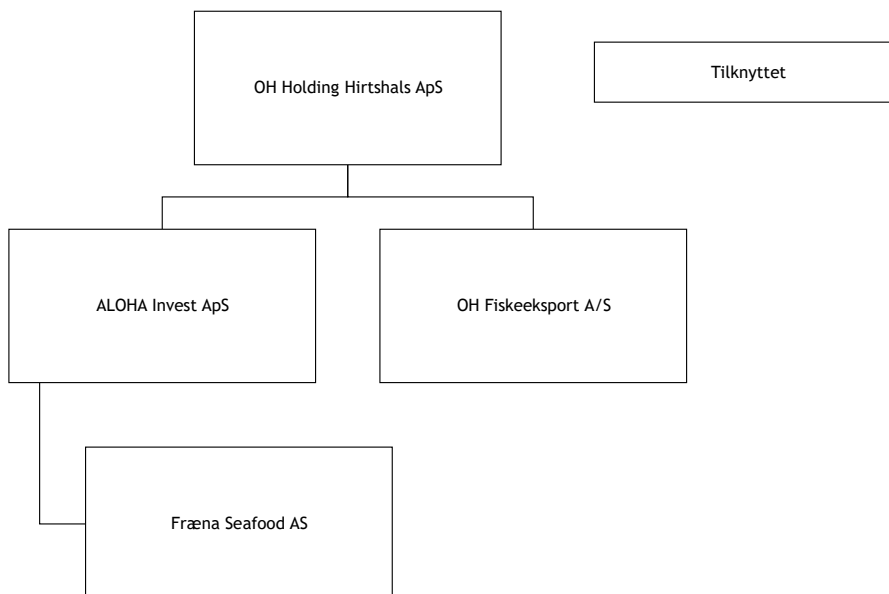 OH Holding Hirtshals ApS
Tilknyttet
ALOHA Invest ApS
OH Fiskeeksport A/S
Fræna Seafood AS